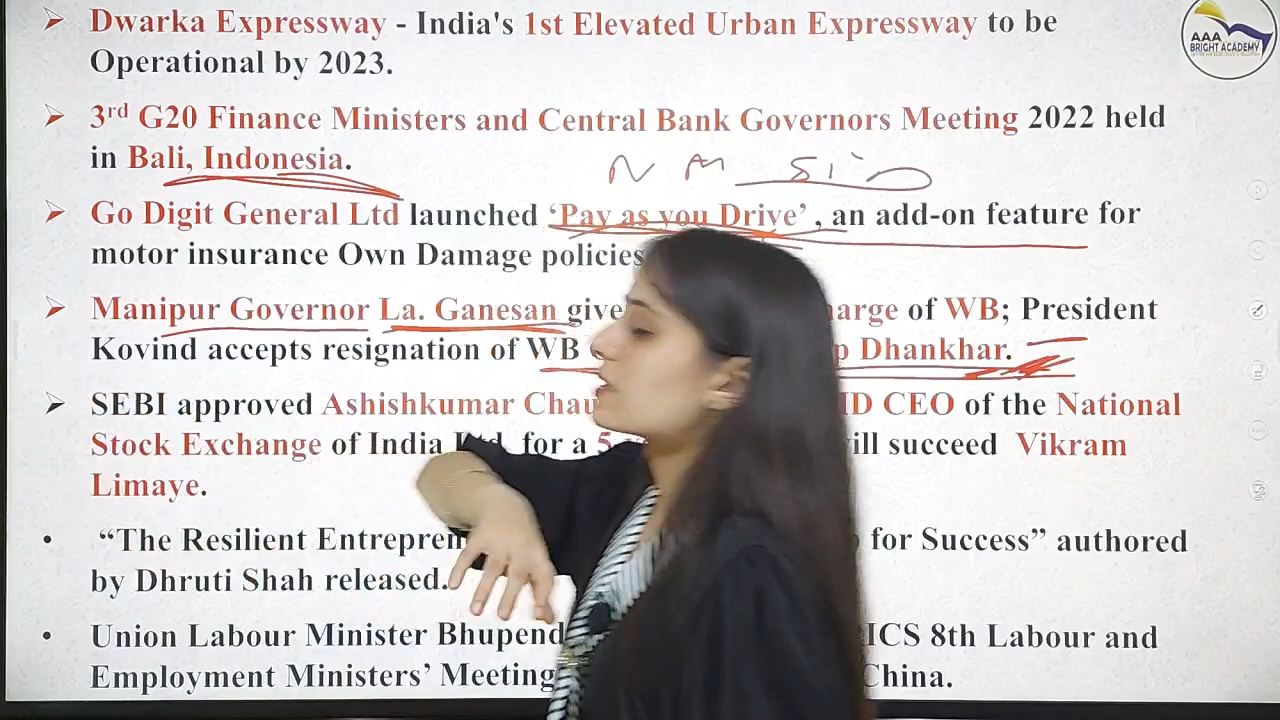 Dwarka Expressway - India's 1st Elevated Urban Expressway to be
Operational by 2023.
AAA
BRIGHT ACADEMY
3rd G20 Finance Ministers and Central Bank Governors Meeting 2022 held
in Bali, Indonesia.
Go Digit General Ltd launched ‘Pay as you Drive’ , an add-on feature for
motor insurance Own Damage policies
Manipur Governor La. Ganesan give
arge of WB; President
Kovind accepts resignation of WB
p Dhankhar.
SEBI approved Ashishkumar Chau
D CEO of the National
Stock Exchange of India Ltd. for a 5
ill succeed Vikram
Limaye.
“The Resilient Entrepren
for Success” authored
by Dhruti Shah released.
Union Labour Minister Bhupend
ICS 8th Labour and
Employment Ministers’ Meeting
China.